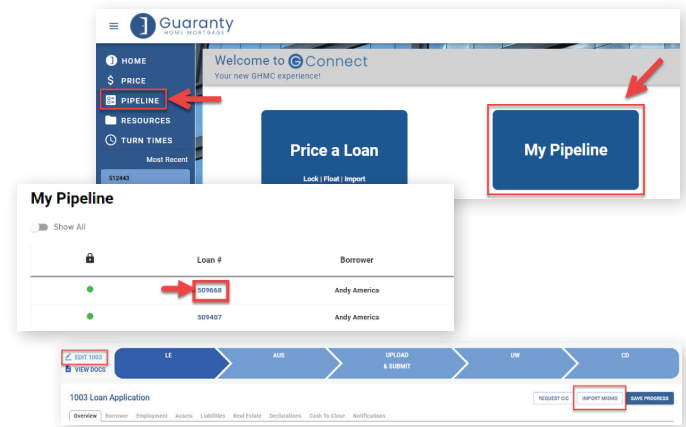 Guaranty
HOME MORTGAGE
HOME
PRICE
PIPELINE
RESOURCES
TURN TIMES
Most Recent
512443
Welcome to G Connect
Your new GHMC experience!
Price a Loan
Lock | Float | Import
My Pipeline
My Pipeline
Show All
Loan # Borrower
509668 Andy America
509407 Andy America
EDIT 1003
VIEW DOCS
LE
AUS
UPLOAD
& SUBMIT
UW
CD
1003 Loan Application
REQUEST CIC IMPORT MISMO SAVE PROGRESS
Overview Borrower Employment Assets Liabilities Real Estate Declarations Cash To Close Notifications